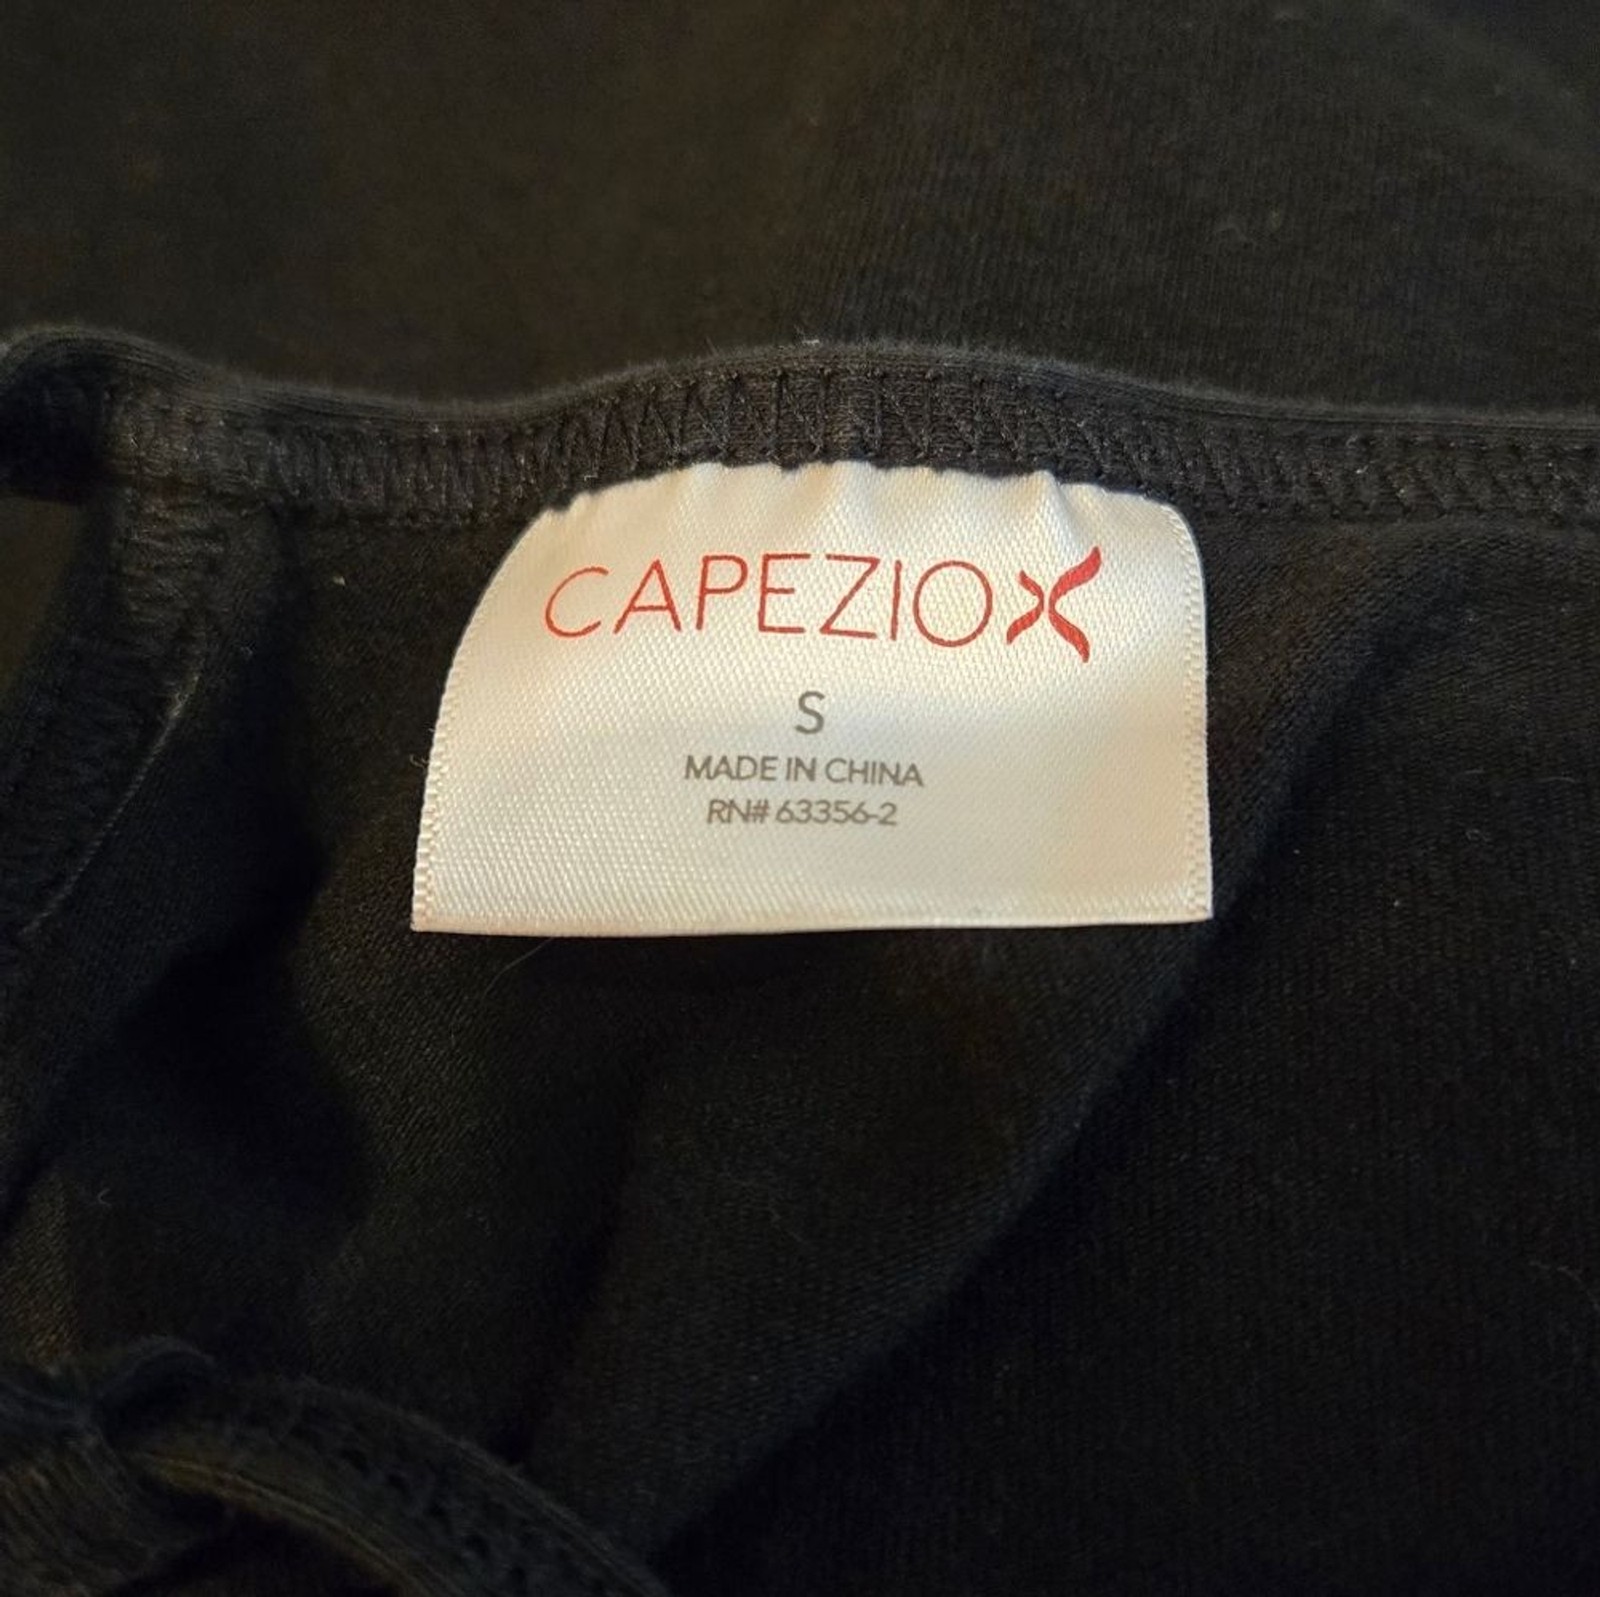 CAPEZIO
S
MADE IN CHINA
RN# 63356-2